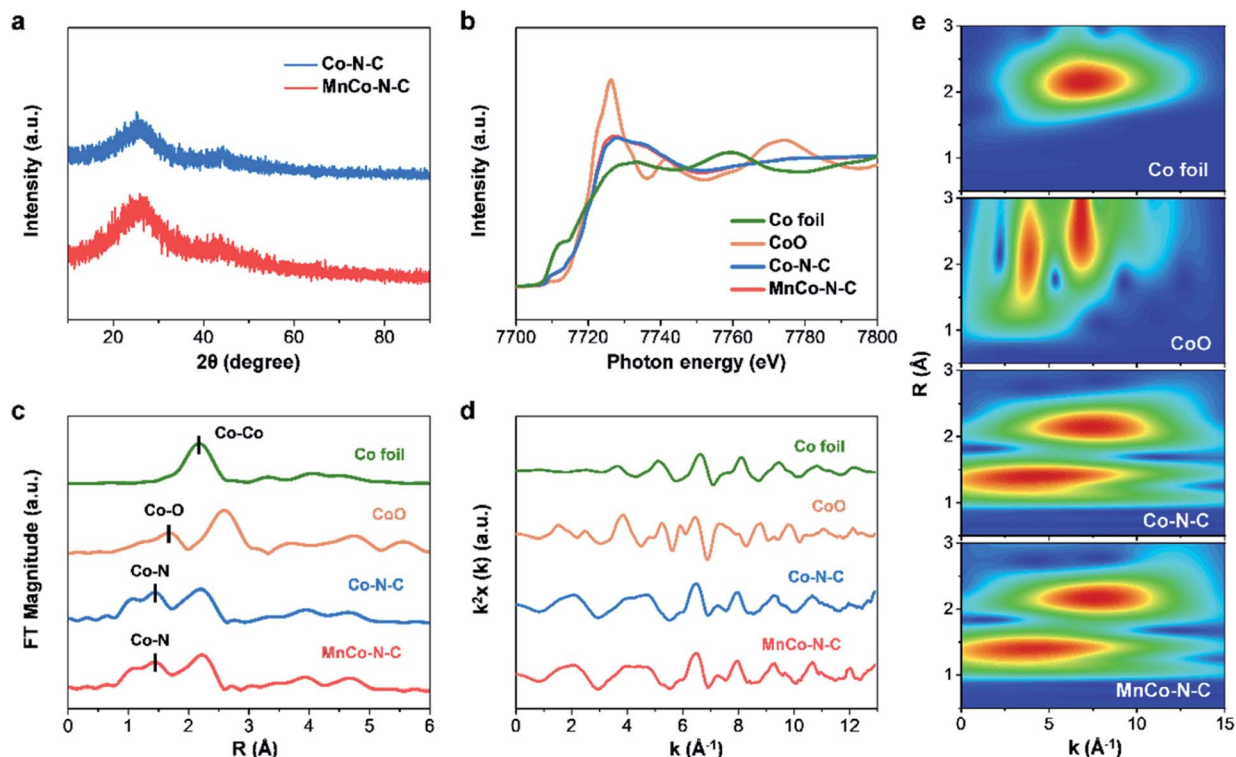 a
Co-N-C
MnCo-N-C
Intensity (a.u.)
20 40 60 80
2θ (degree)
b
Intensity (a.u.)
Co foil
CoO
Co-N-C
MnCo-N-C
7700 7720 7740 7760 7780 7800
Photon energy (eV)
c
FT Magnitude (a.u.)
Co-Co
Co foil
Co-O
CoO
Co-N
Co-N-C
Co-N
MnCo-N-C
0 1 2 3 4 5 6
R (Å)
d
k²x (k) (a.u.)
Co foil
CoO
Co-N-C
MnCo-N-C
0 2 4 6 8 10 12
k (Å⁻¹)
e
R (Å)
3
2
1
Co foil
3
2
1
CoO
3
2
1
Co-N-C
3
2
1
MnCo-N-C
0 5 10 15
k (Å⁻¹)